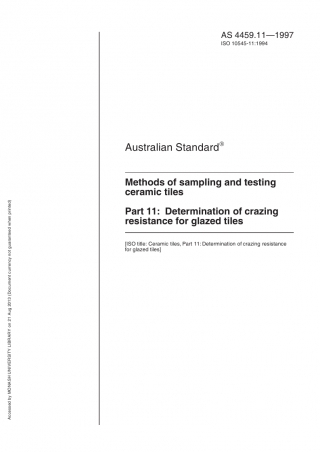 AS 4459.11—1997
ISO 10545-11:1994
Australian Standard®
Methods of sampling and testing
ceramic tiles
Part 11: Determination of crazing
resistance for glazed tiles
[ISO title: Ceramic tiles, Part 11: Determination of crazing resistance
for glazed tiles]
Accessed by MONASH UNIVERSITY LIBRARY on 21 Aug 2013 (Document currency not guaranteed when printed)